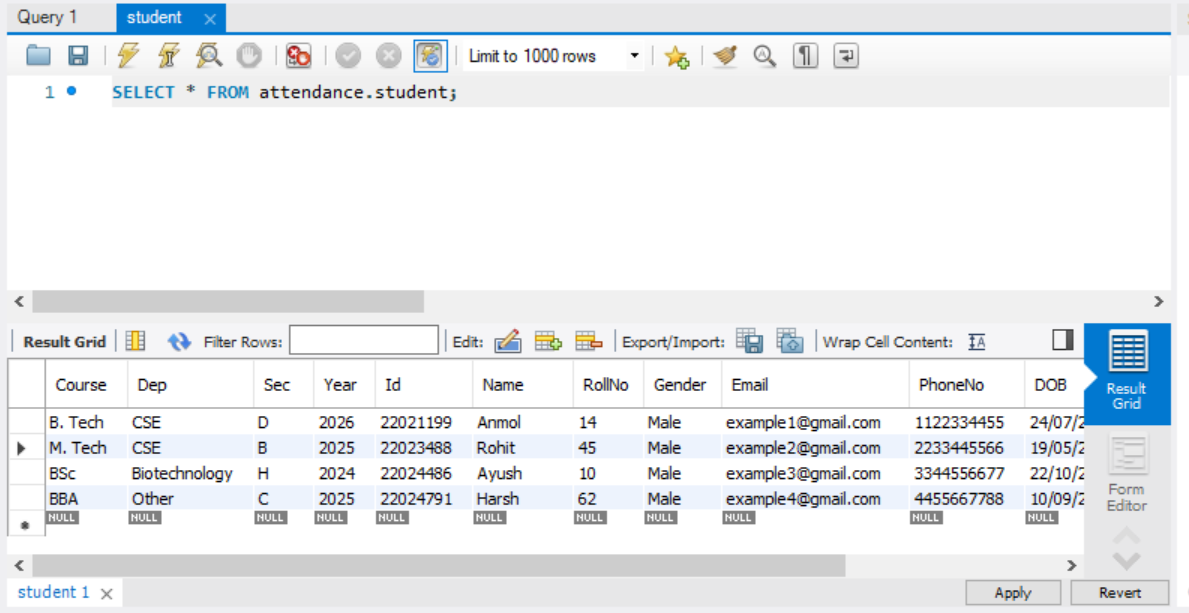 Query 1 student
Limit to 1000 rows
1 SELECT * FROM attendance.student;
Result Grid Filter Rows: Edit: Export/Import: Wrap Cell Content:
Result Grid
Form Editor
Course Dep Sec Year Id Name RollNo Gender Email PhoneNo DOB
B. Tech CSE D 2026 22021199 Anmol 14 Male example1@gmail.com 1122334455 24/07/2
M. Tech CSE B 2025 22023488 Rohit 45 Male example2@gmail.com 2233445566 19/05/2
BSc Biotechnology H 2024 22024486 Ayush 10 Male example3@gmail.com 3344556677 22/10/2
BBA Other C 2025 22024791 Harsh 62 Male example4@gmail.com 4455667788 10/09/2
NULL NULL NULL NULL NULL NULL NULL NULL NULL NULL NULL
student 1 Apply Revert